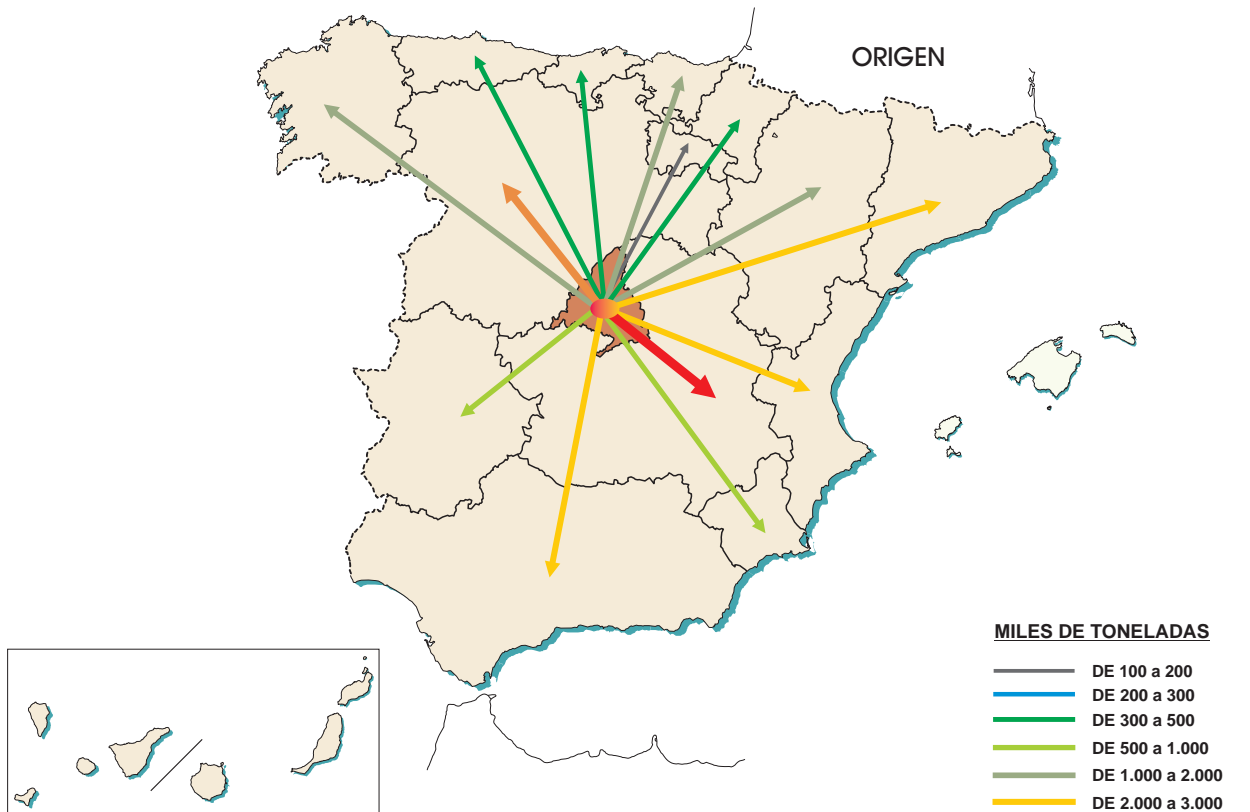 ORIGEN
MILES DE TONELADAS
DE 100 a 200
DE 200 a 300
DE 300 a 500
DE 500 a 1.000
DE 1.000 a 2.000
DE 2.000 a 3.000